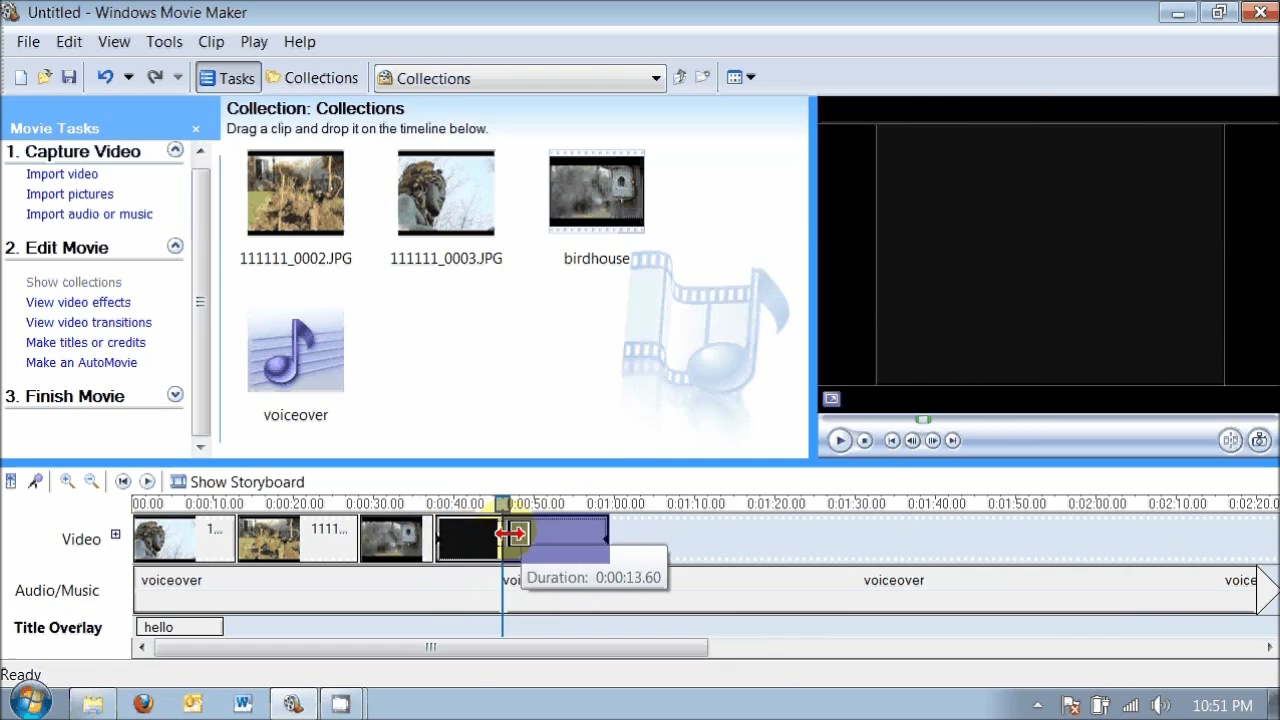 Untitled - Windows Movie Maker
File Edit View Tools Clip Play Help
Tasks Collections Collections
Movie Tasks
1. Capture Video
Import video
Import pictures
Import audio or music
2. Edit Movie
Show collections
View video effects
View video transitions
Make titles or credits
Make an AutoMovie
3. Finish Movie
Collection: Collections
Drag a clip and drop it on the timeline below.
111111_0002.JPG 111111_0003.JPG birdhouse
voiceover
Show Storyboard
00.00 0:00:10.00 0:00:20.00 0:00:30.00 0:00:40.00 0:00:50.00 0:01:00.00 0:01:10.00 0:01:20.00 0:01:30.00 0:01:40.00 0:01:50.00 0:02:00.00 0:02:10.00 0:02:20.0
Video 1... 1111...
Duration: 0:00:13.60
Audio/Music voiceover voi voiceover voice
Title Overlay hello
Ready
10:51 PM